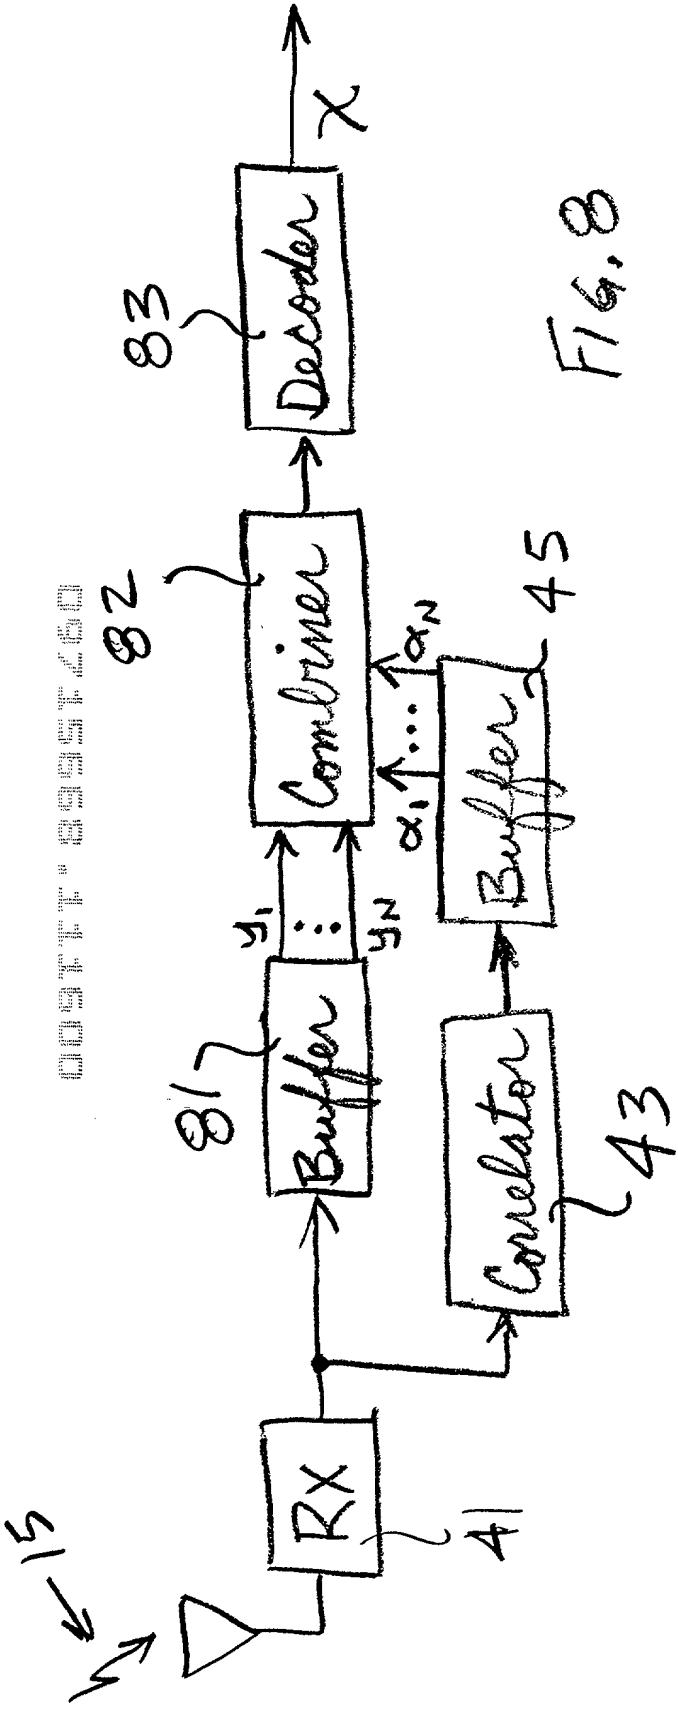 15
RX
41
81
Buffer
y1
yN
82
Combiner
83
Decoder
X
43
Correlator
45
Buffer
α1
αN
FIG. 8